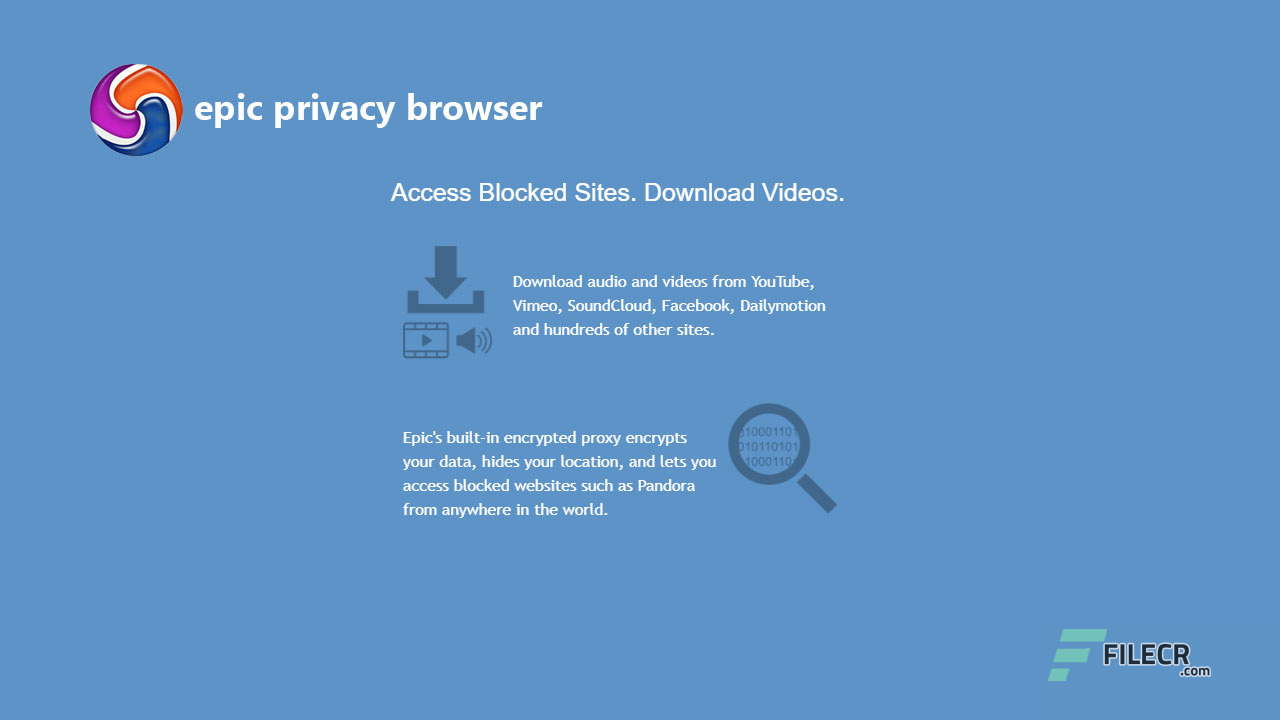 epic privacy browser
Access Blocked Sites. Download Videos.
Download audio and videos from YouTube,
Vimeo, SoundCloud, Facebook, Dailymotion
and hundreds of other sites.
Epic's built-in encrypted proxy encrypts
your data, hides your location, and lets you
access blocked websites such as Pandora
from anywhere in the world.
1000110
010110101
1000110
FILECR
.com